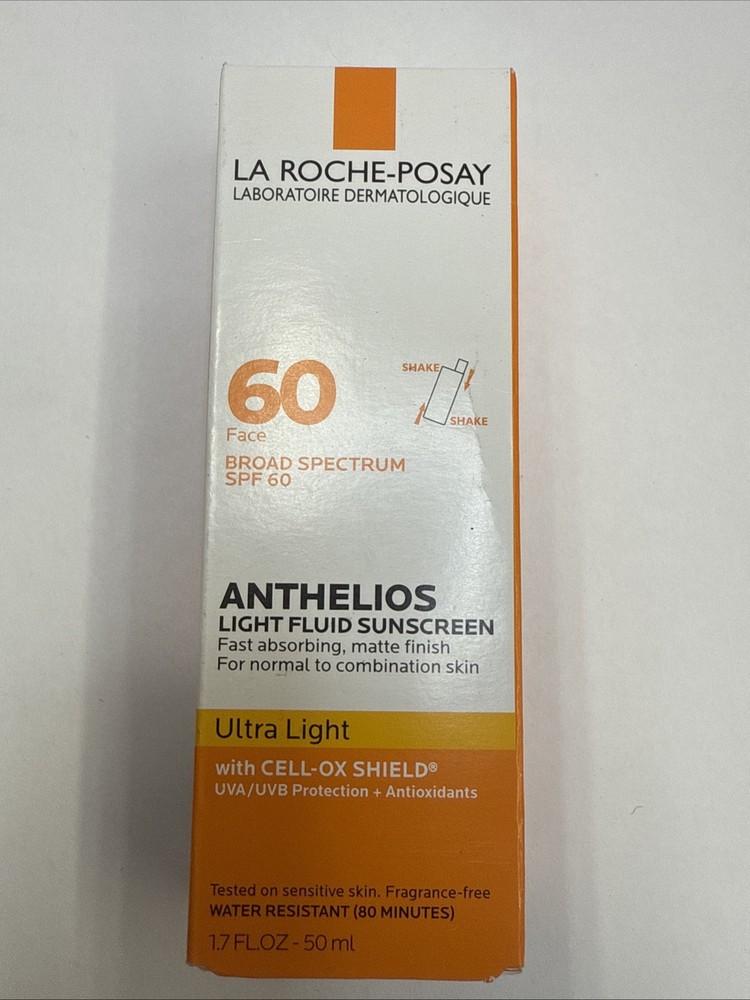 LA ROCHE-POSAY
LABORATOIRE DERMATOLOGIQUE
60
Face
BROAD SPECTRUM
SPF 60
SHAKE
SHAKE
ANTHELIOS
LIGHT FLUID SUNSCREEN
Fast absorbing, matte finish
For normal to combination skin
Ultra Light
with CELL-OX SHIELD®
UVA/UVB Protection + Antioxidants
Tested on sensitive skin. Fragrance-free
WATER RESISTANT (80 MINUTES)
1.7 FL.OZ - 50 ml